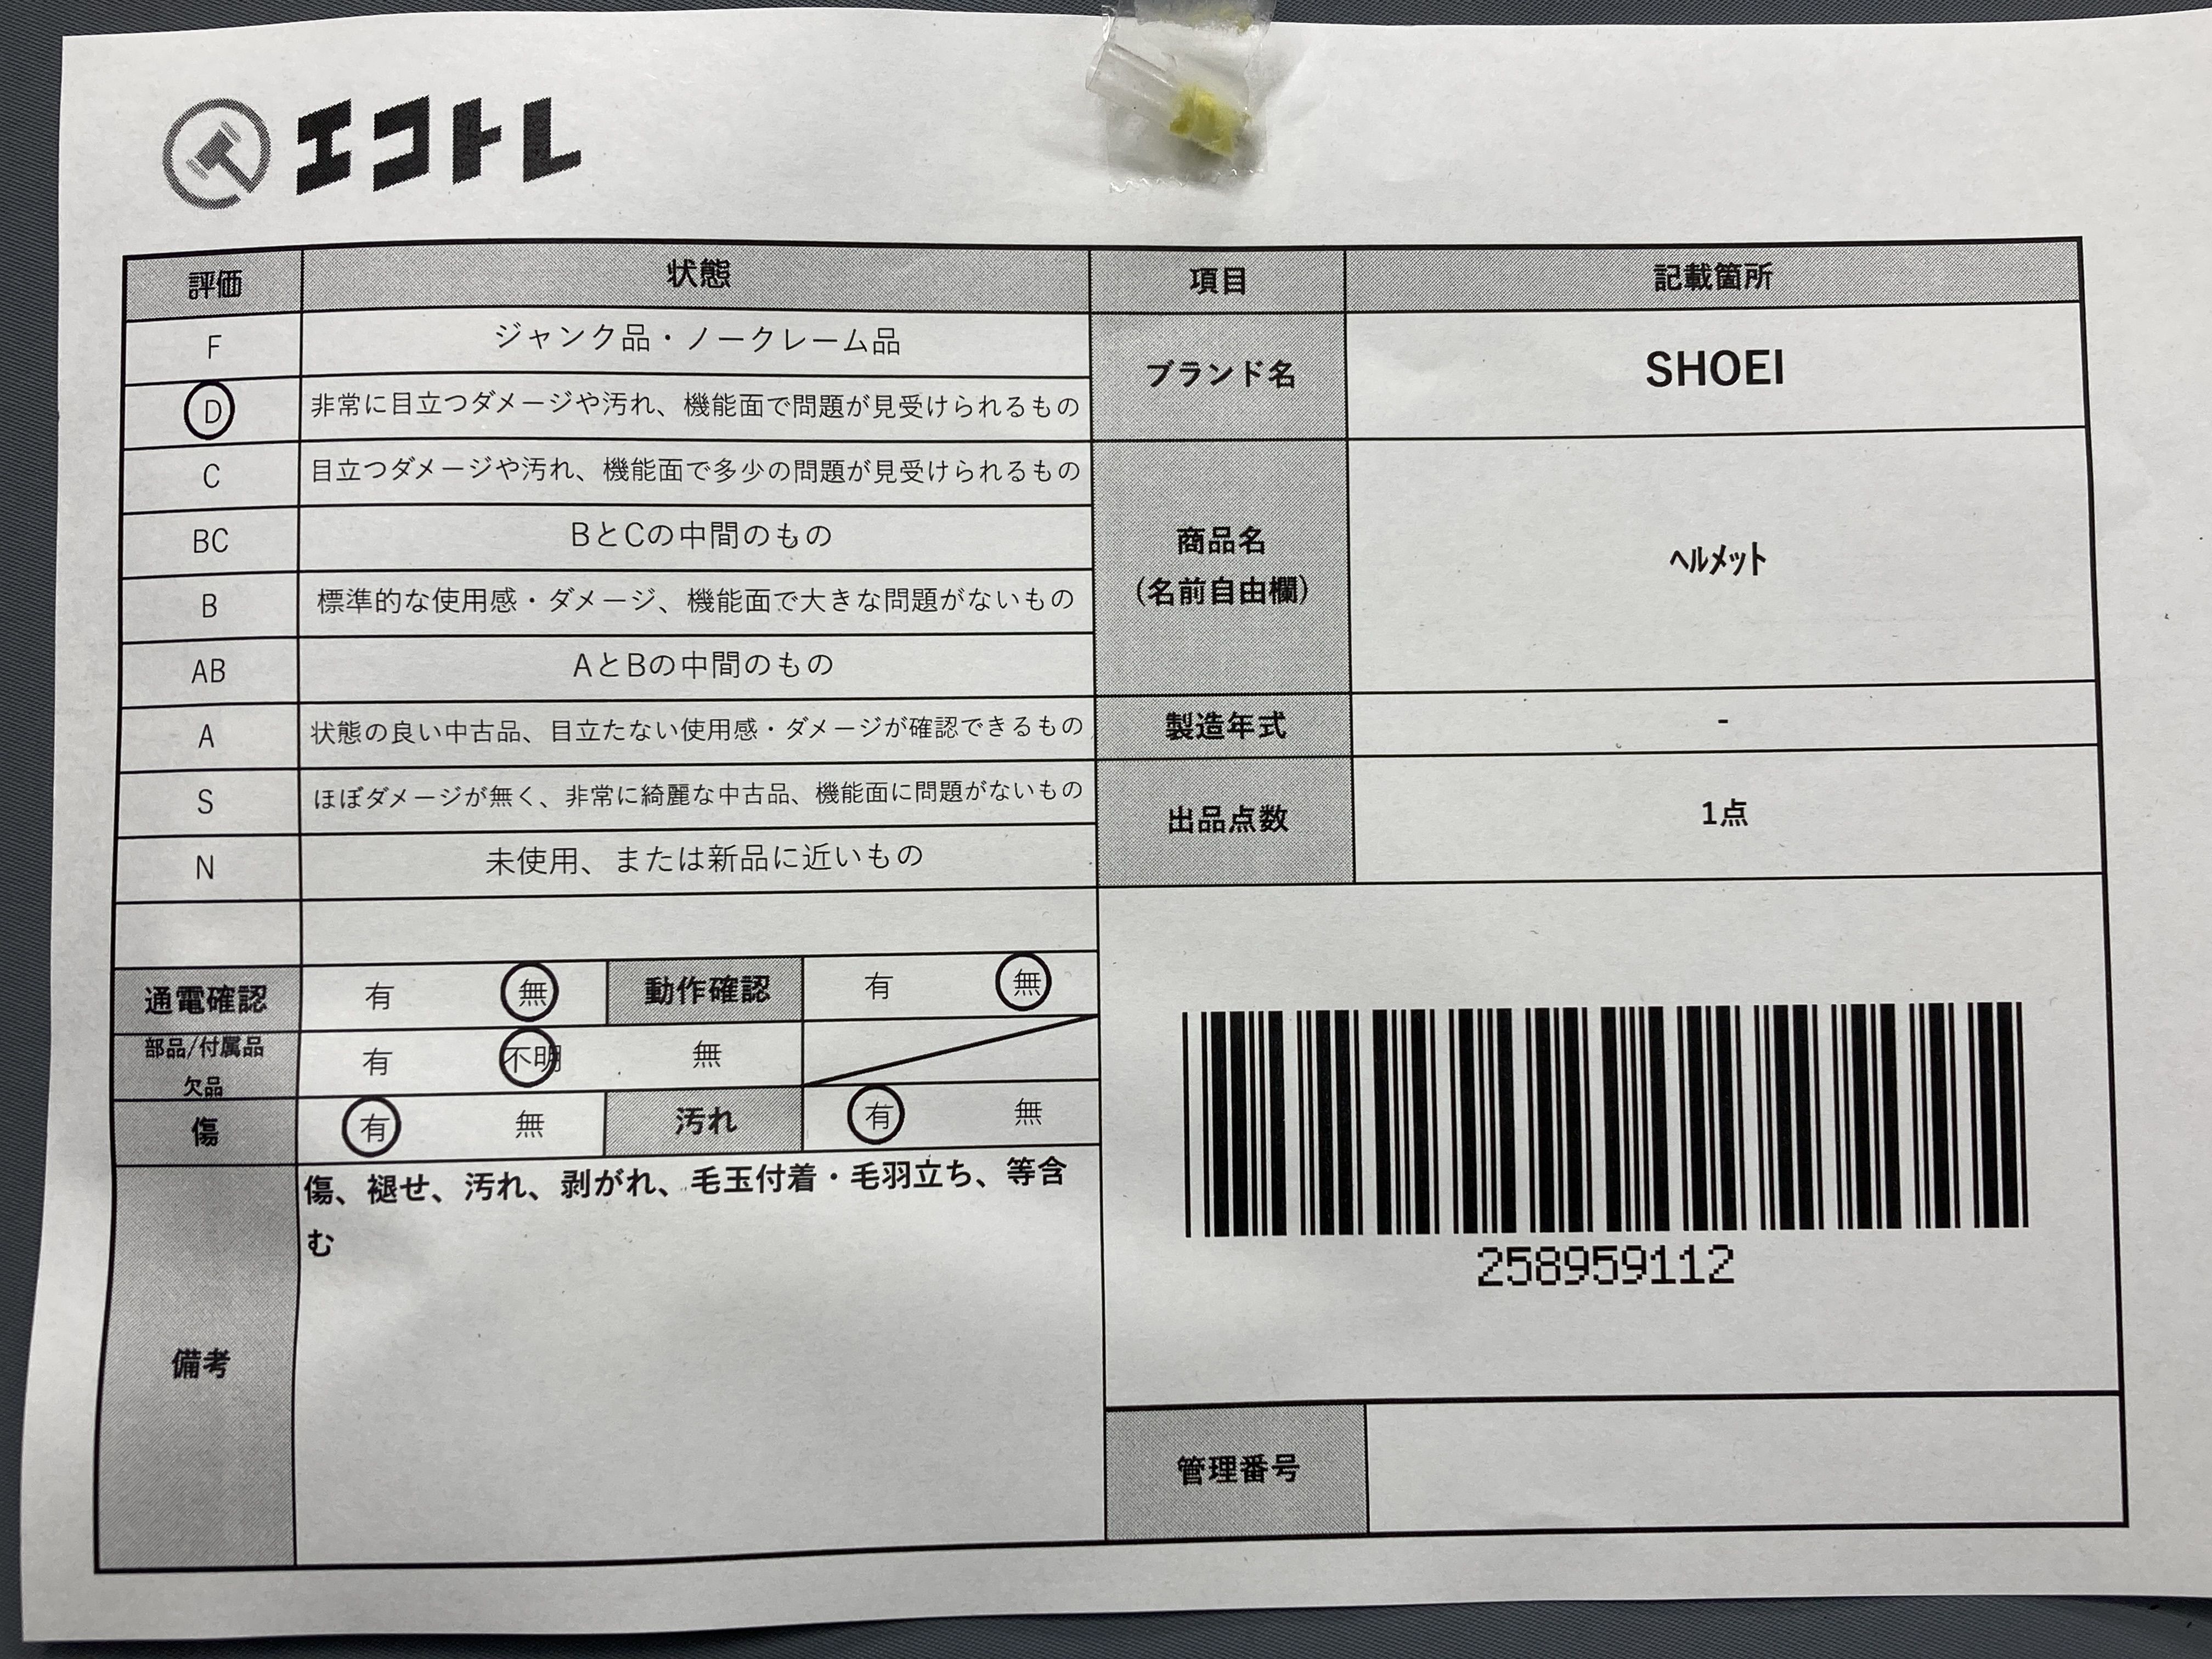 エコトレ
評価 状態 項目 記載箇所
F ジャンク品・ノークレーム品
ブランド名 SHOEI
D 非常に目立つダメージや汚れ、機能面で問題が見受けられるもの
C 目立つダメージや汚れ、機能面で多少の問題が見受けられるもの
商品名
(名前自由欄)
ヘルメット
BC BとCの中間のもの
B 標準的な使用感・ダメージ、機能面で大きな問題がないもの
AB AとBの中間のもの
A 状態の良い中古品、目立たない使用感・ダメージが確認できるもの
製造年式 -
S ほぼダメージが無く、非常に綺麗な中古品、機能面に問題がないもの
出品点数 1点
N 未使用、または新品に近いもの
通電確認 有 無 動作確認 有 無
部品/付属品
欠品
有 不明 無
傷 有 無 汚れ 有 無
備考
傷、褪せ、汚れ、剥がれ、毛玉付着・毛羽立ち、等含
む
258959112
管理番号